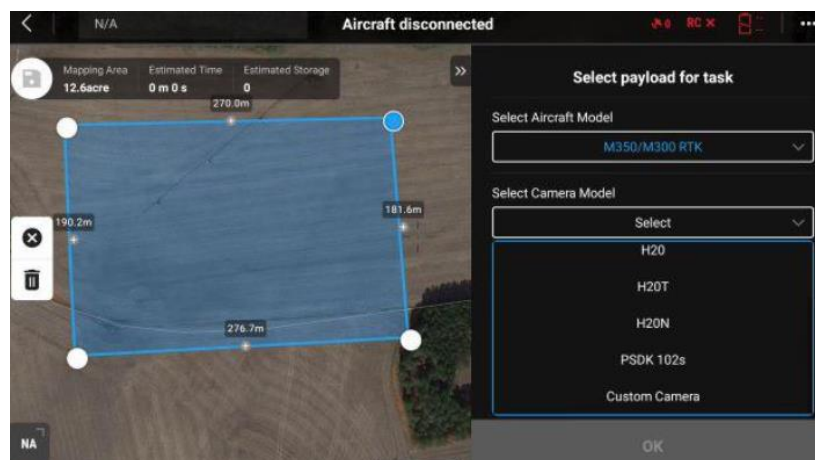 N/A
Aircraft disconnected
0 RC
Mapping Area Estimated Time Estimated Storage
12.6acre 0 m 0 s 0
270.0m
190.2m
181.6m
276.7m
NA
Select payload for task
Select Aircraft Model
M350/M300 RTK
Select Camera Model
Select
H20
H20T
H20N
PSDK 102s
Custom Camera
OK